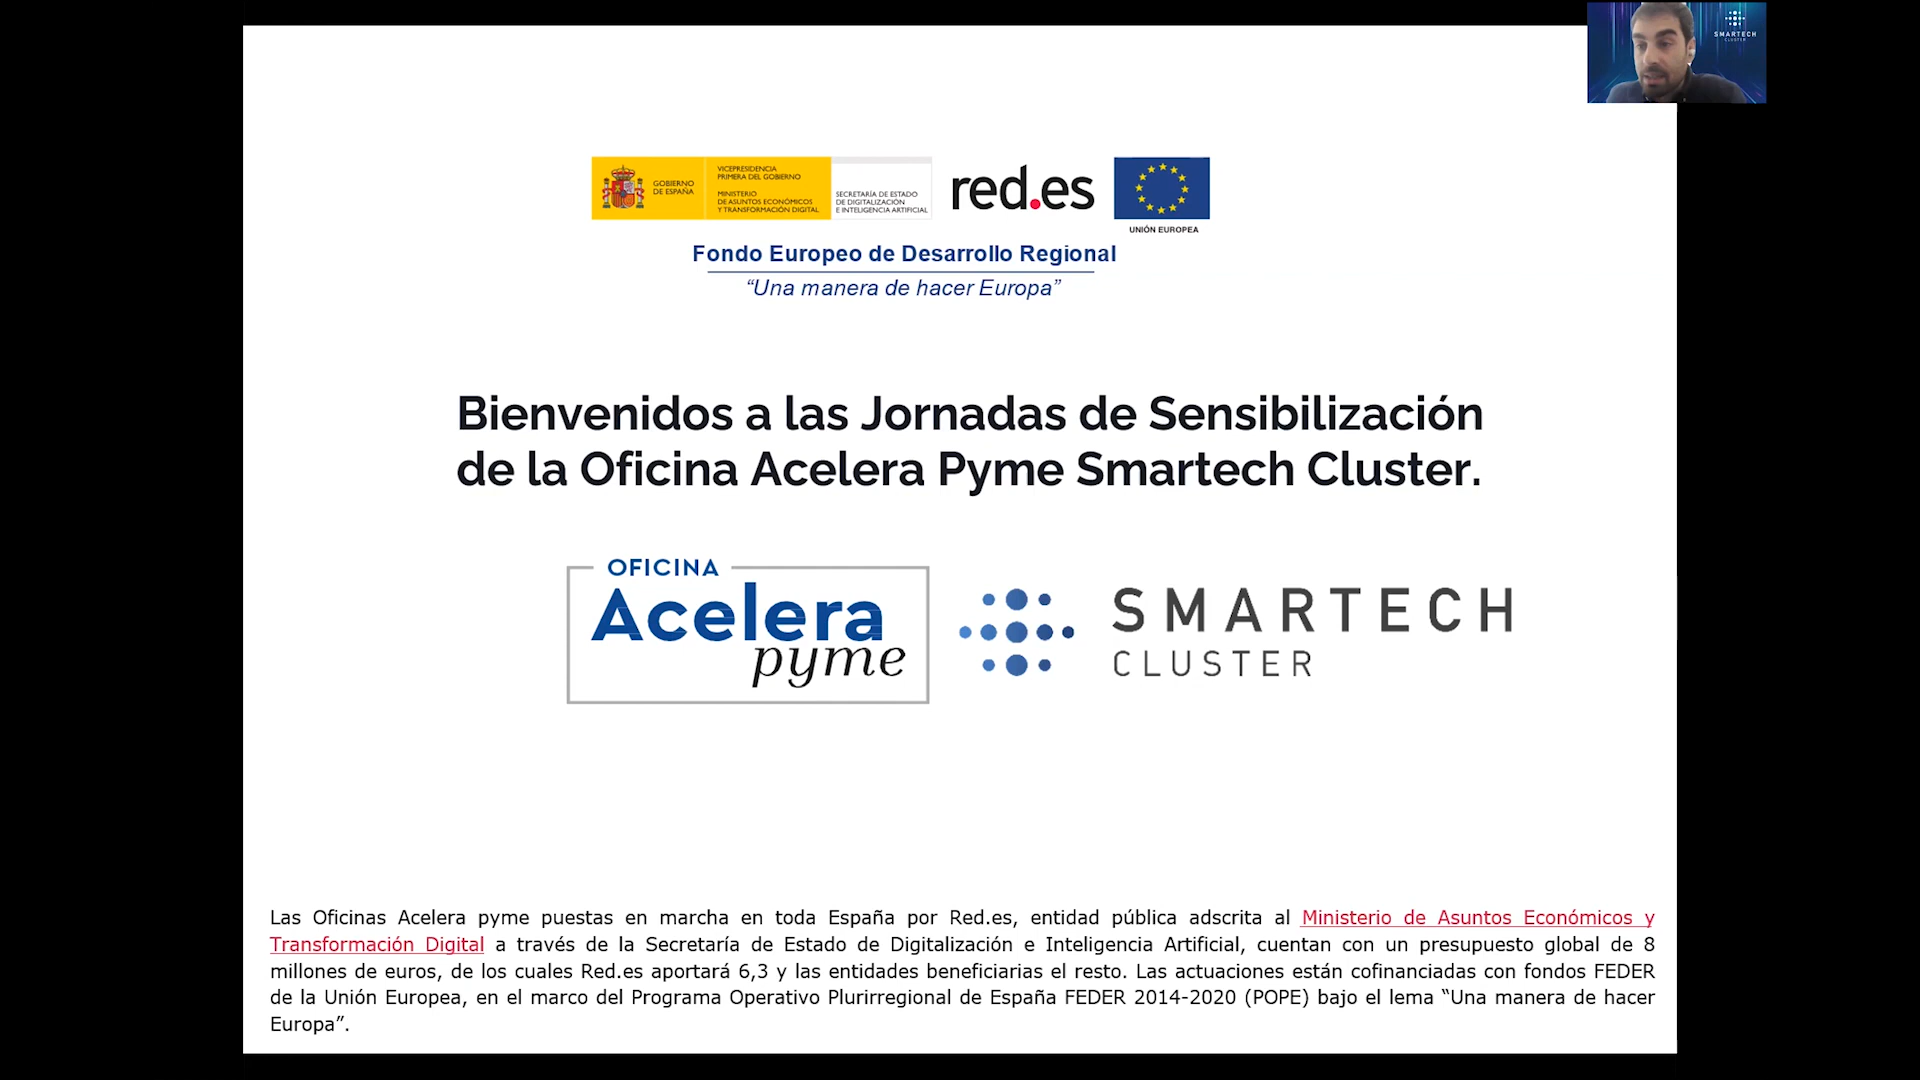 SMARTECH
CLUSTER
GOBIERNO
DE ESPAÑA
VICEPRESIDENCIA
PRIMERA DEL GOBIERNO
MINISTERIO
DE ASUNTOS ECONÓMICOS
Y TRANSFORMACIÓN DIGITAL
SECRETARÍA DE ESTADO
DE DIGITALIZACIÓN
E INTELIGENCIA ARTIFICIAL
red.es
UNIÓN EUROPEA
Fondo Europeo de Desarrollo Regional
“Una manera de hacer Europa”
Bienvenidos a las Jornadas de Sensibilización
de la Oficina Acelera Pyme Smartech Cluster.
OFICINA
Acelera
pyme
SMARTECH
CLUSTER
Las Oficinas Acelera pyme puestas en marcha en toda España por Red.es, entidad pública adscrita al Ministerio de Asuntos Económicos y
Transformación Digital a través de la Secretaría de Estado de Digitalización e Inteligencia Artificial, cuentan con un presupuesto global de 8
millones de euros, de los cuales Red.es aportará 6,3 y las entidades beneficiarias el resto. Las actuaciones están cofinanciadas con fondos FEDER
de la Unión Europea, en el marco del Programa Operativo Plurirregional de España FEDER 2014-2020 (POPE) bajo el lema “Una manera de hacer
Europa”.